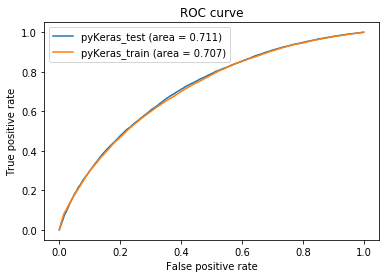 ROC curve
pyKeras_test (area = 0.711)
pyKeras_train (area = 0.707)
True positive rate
1.0
0.8
0.6
0.4
0.2
0.0
0.0 0.2 0.4 0.6 0.8 1.0
False positive rate